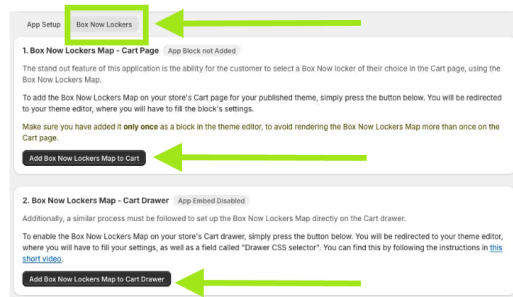 App Setup Box Now Lockers
1. Box Now Lockers Map - Cart Page App Block not Added
The stand out feature of this application is the ability for the customer to select a Box Now locker of their choice in the Cart page, using the
Box Now Lockers Map.
To add the Box Now Lockers Map on your store's Cart page for your published theme, simply press the button below. You will be redirected
to your theme editor, where you will have to fill the block's settings.
Make sure you have added it only once as a block in the theme editor, to avoid rendering the Box Now Lockers Map more than once on the
Cart page.
Add Box Now Lockers Map to Cart
2. Box Now Lockers Map - Cart Drawer App Embed Disabled
Additionally, a similar process must be followed to set up the Box Now Lockers Map directly on the Cart drawer.
To enable the Box Now Lockers Map on your store's Cart drawer, simply press the button below. You will be redirected to your theme editor,
where you will have to fill your settings, as well as a field called "Drawer CSS selector". You can find this by following the instructions in this
short video.
Add Box Now Lockers Map to Cart Drawer